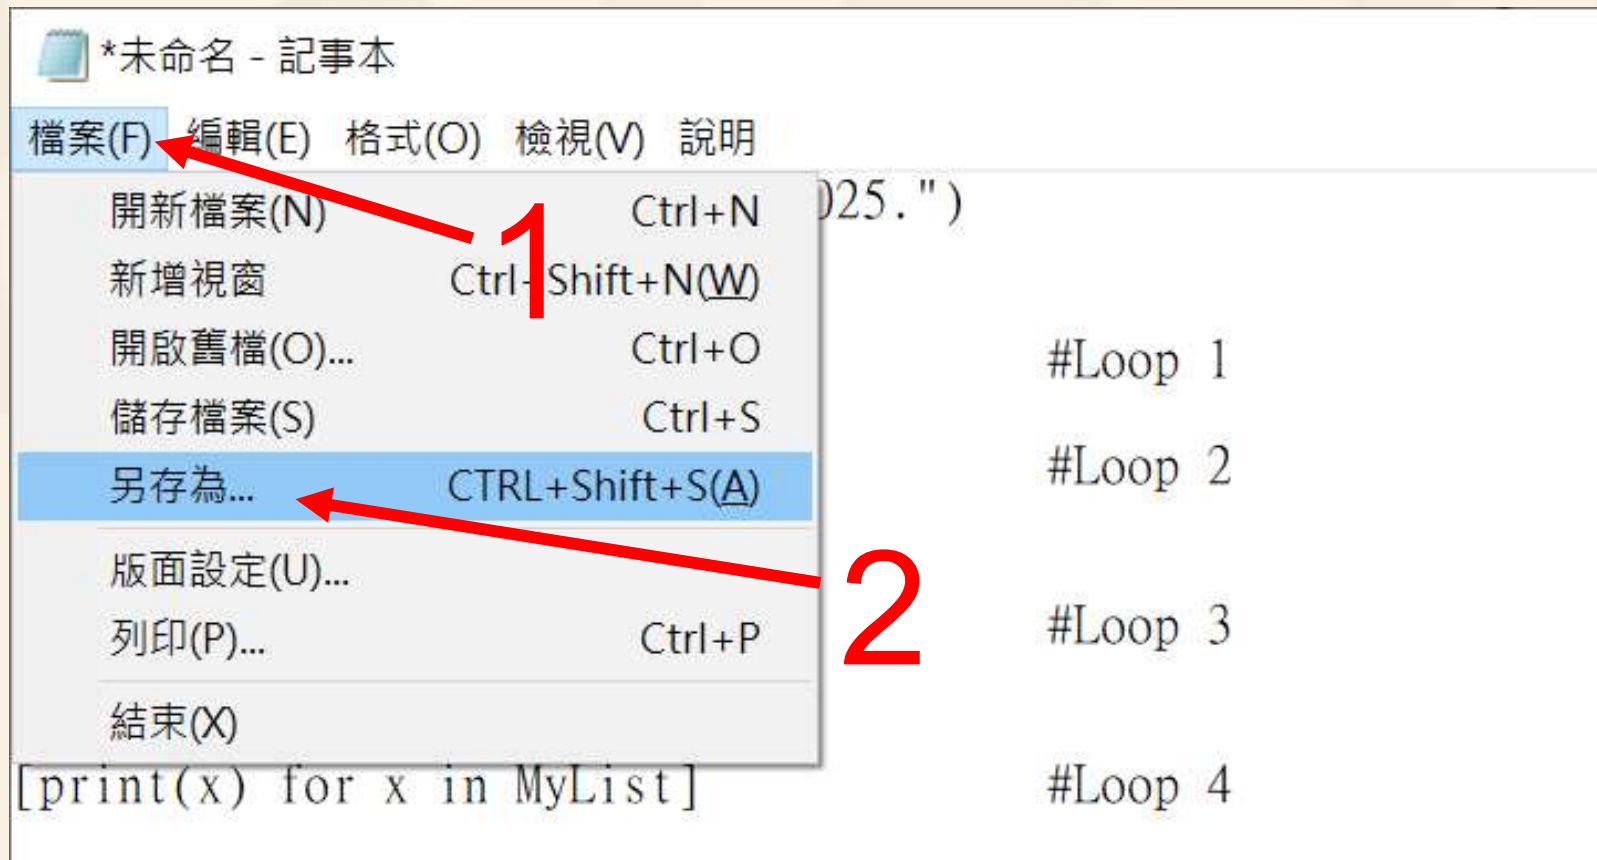 *未命名 - 記事本
檔案(F) 編輯(E) 格式(O) 檢視(V) 說明
開新檔案(N) Ctrl+N
025.")
1
新增視窗 Ctrl+Shift+N(W)
開啟舊檔(O)... Ctrl+O
#Loop 1
儲存檔案(S) Ctrl+S
另存為... CTRL+Shift+S(A)
#Loop 2
版面設定(U)...
2
列印(P)... Ctrl+P
#Loop 3
結束(X)
[print(x) for x in MyList] #Loop 4